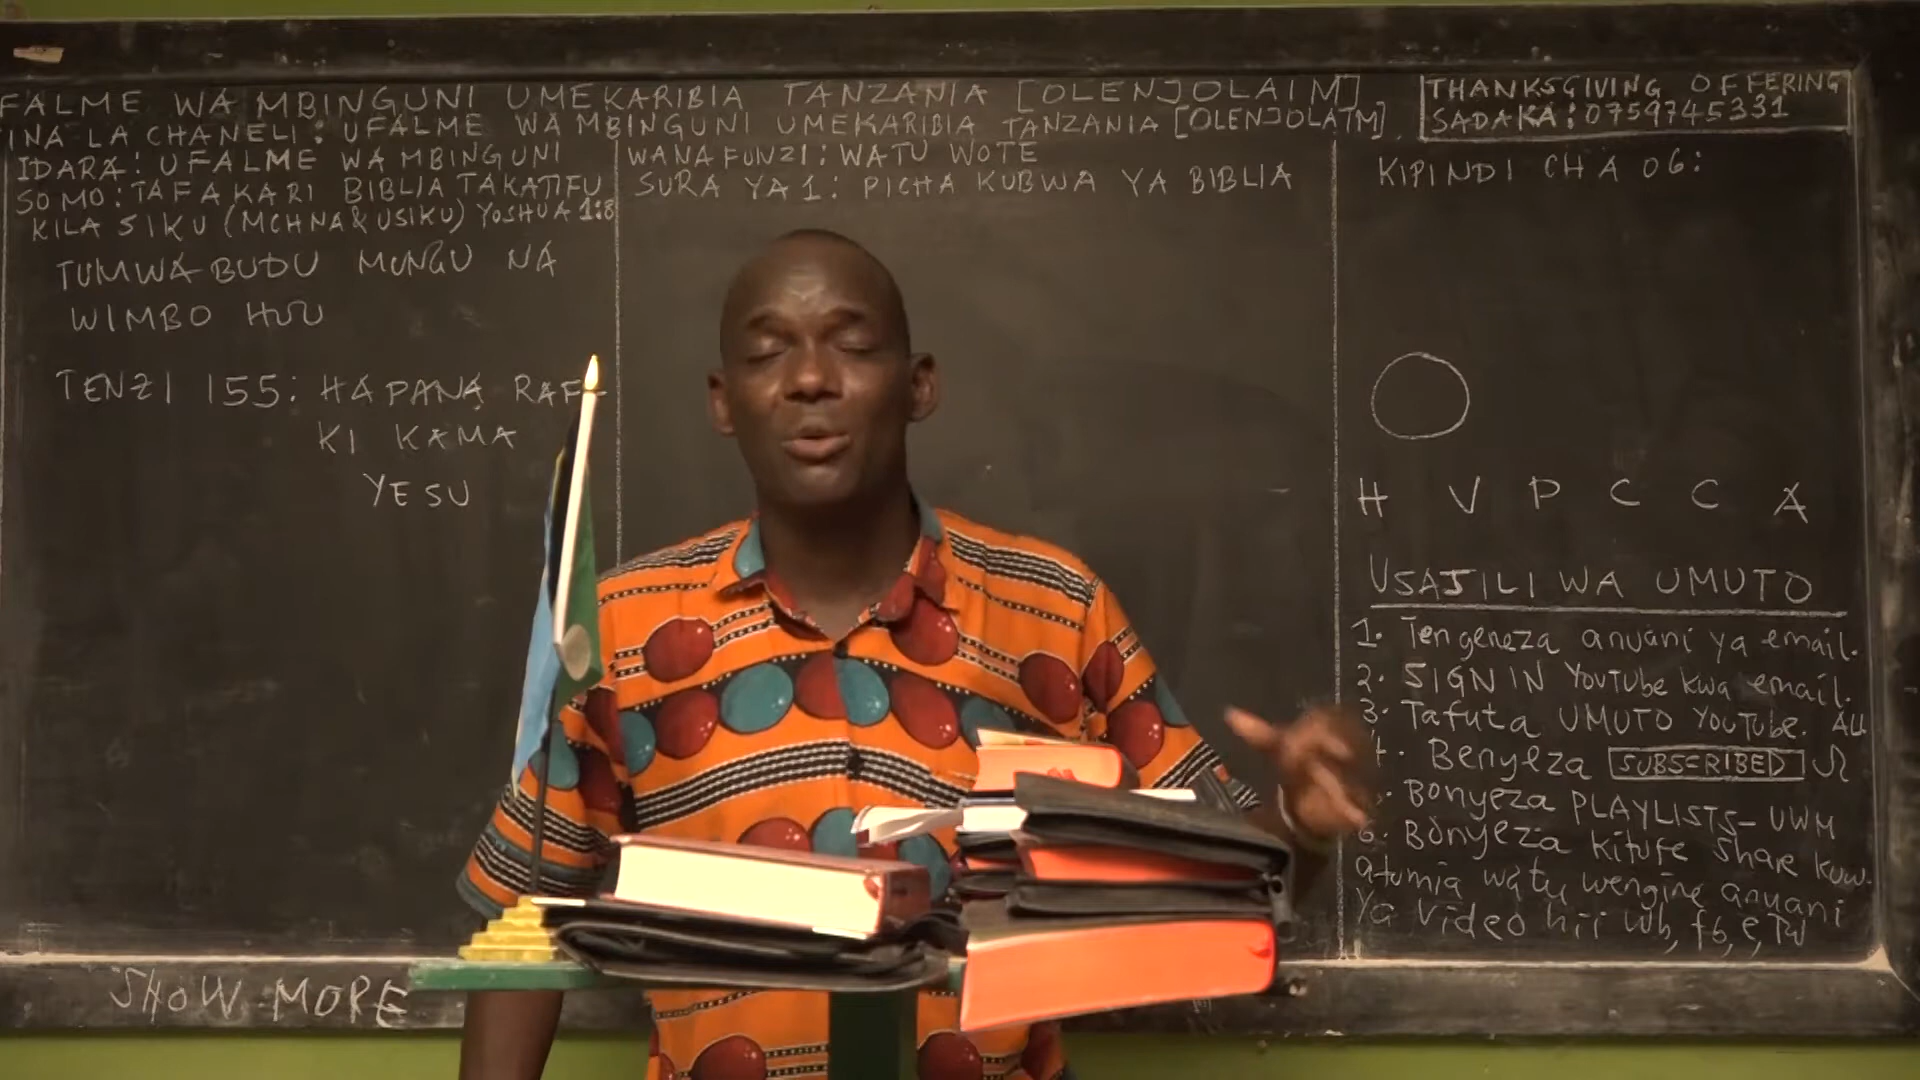 FALME WA MBINGUNI UMEKARIBIA TANZANIA [OLENJOLAIM]
INA LA CHANELI: UFALME WA MBINGUNI UMEKARIBIA TANZANIA [OLENJOLAIM]
THANKSGIVING OFFERING
SADAKA: 0759745331
IDARA: UFALME WA MBINGUNI
SOMO: TAFAKARI BIBLIA TAKATIFU
KILA SIKU (MCHNA & USIKU) YOSHUA 1:8
TUMWABUDU MUNGU NA
WIMBO HUU
TENZI 155: HAPANA RAFI-
KI KAMA
YESU
WANAFUNZI: WATU WOTE
SURA YA 1: PICHA KUBWA YA BIBLIA
KIPINDI CHA 06:
H V P C C A
USAJILI WA UMUTO
1. Tengeneza anuani ya email.
2. SIGN IN YOUTUBE kwa email.
3. Tafuta UMUTO YOUTUBE. ALL
4. Benyeza SUBSCRIBED
. Bonyeza PLAYLISTS- UWM
6. Bonyeza kitufe share kuw-
atumia watu wengine anuani
ya video hii wb, fb, e, TW
SHOW MORE